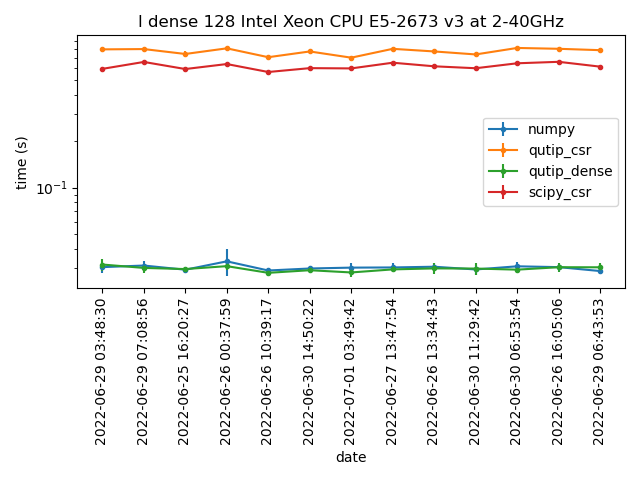 l dense 128 Intel Xeon CPU E5-2673 v3 at 2-40GHz
time (s)
10⁻¹
numpy
qutip_csr
qutip_dense
scipy_csr
2022-06-29 03:48:30
2022-06-29 07:08:56
2022-06-25 16:20:27
2022-06-26 00:37:59
2022-06-26 10:39:17
2022-06-30 14:50:22
2022-07-01 03:49:42
2022-06-27 13:47:54
2022-06-26 13:34:43
2022-06-30 11:29:42
2022-06-30 06:53:54
2022-06-26 16:05:06
2022-06-29 06:43:53
date